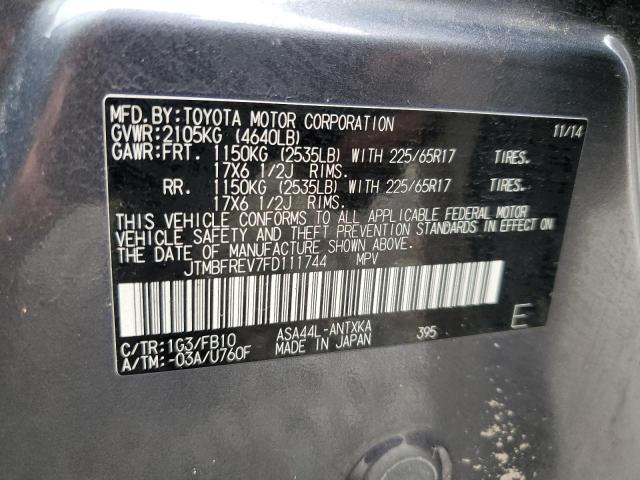 MFD.BY:TOYOTA MOTOR CORPORATION 11/14
GVWR:2105KG (4640LB)
GAWR:FRT. 1150KG (2535LB) WITH 225/65R17 TIRES.
17X6 1/2J RIMS.
RR. 1150KG (2535LB) WITH 225/65R17 TIRES.
17X6 1/2J RIMS.
THIS VEHICLE CONFORMS TO ALL APPLICABLE FEDERAL MOTOR
VEHICLE SAFETY AND THEFT PREVENTION STANDARDS IN EFFECT ON
THE DATE OF MANUFACTURE SHOWN ABOVE.
JTMBFREV7FD111744 MPV
C/TR:1G3/FB10 ASA44L-ANTXKA 395 E
A/TM:-03A/U760F MADE IN JAPAN